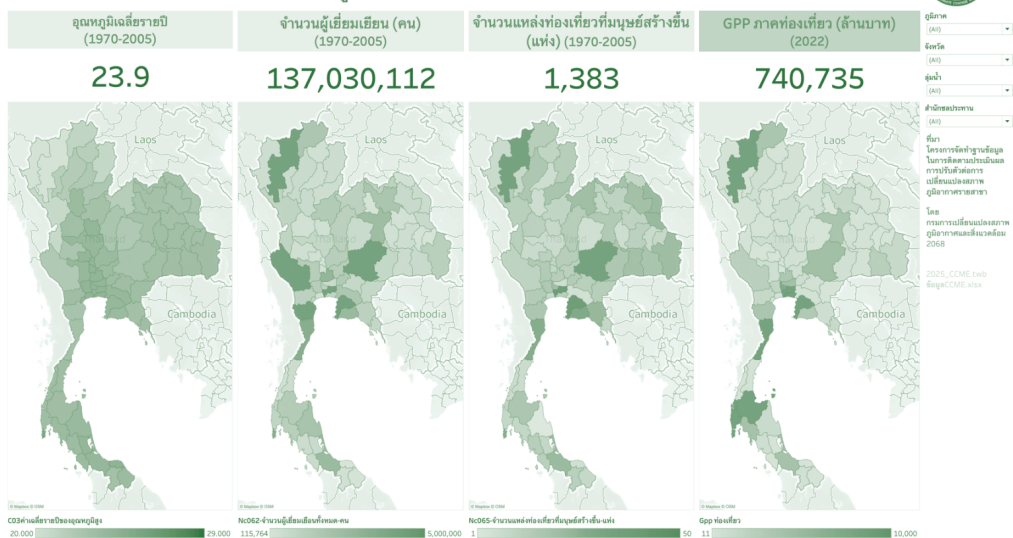 อุณหภูมิเฉลี่ยรายปี
(1970-2005)
23.9
จำนวนผู้เยี่ยมเยียน (คน)
(1970-2005)
137,030,112
จำนวนแหล่งท่องเที่ยวที่มนุษย์สร้างขึ้น
(แห่ง) (1970-2005)
1,383
GPP ภาคท่องเที่ยว (ล้านบาท)
(2022)
740,735
ภูมิภาค
(All)
จังหวัด
(All)
ลุ่มน้ำ
(All)
สำนักชลประทาน
(All)
ที่มา
โครงการจัดทำฐานข้อมูล
ในการติดตามประเมินผล
การปรับตัวต่อการ
เปลี่ยนแปลงสภาพ
ภูมิอากาศรายสาขา
โดย
กรมการเปลี่ยนแปลงสภาพ
ภูมิอากาศและสิ่งแวดล้อม
2068
2025_CCME.twb
ข้อมูลCCME.xlsx
Laos
Thailand
Cambodia
© Mapbox © OSM
Laos
Thailand
Cambodia
© Mapbox © OSM
Laos
Thailand
Cambodia
© Mapbox © OSM
Laos
Thailand
Cambodia
© Mapbox © OSM
C03ค่าเฉลี่ยรายปีของอุณหภูมิสูง
20.000 29.000
Nc062-จำนวนผู้เยี่ยมเยือนทั้งหมด-คน
115,764 5,000,000
Nc065-จำนวนแหล่งท่องเที่ยวที่มนุษย์สร้างขึ้น-แห่ง
1 50
Gpp ท่องเที่ยว
11 10,000